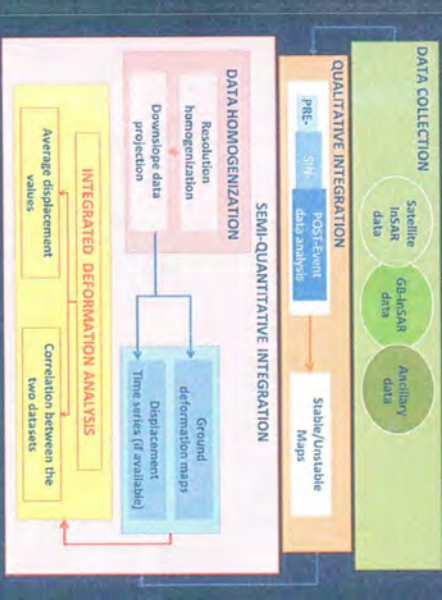 DATA COLLECTION
Satellite
InSAR
data
GB-InSAR
data
Ancillary
data
QUALITATIVE INTEGRATION
PRE-
SIN-
POST-Event
data analysis
Stable/Unstable
Maps
SEMI-QUANTITATIVE INTEGRATION
DATA HOMOGENIZATION
Resolution
homogenization
Downslope data
projection
Ground
deformation maps
Displacement
Time series (if
available)
INTEGRATED DEFORMATION ANALYSIS
Average displacement
values
Correlation between the
two datasets